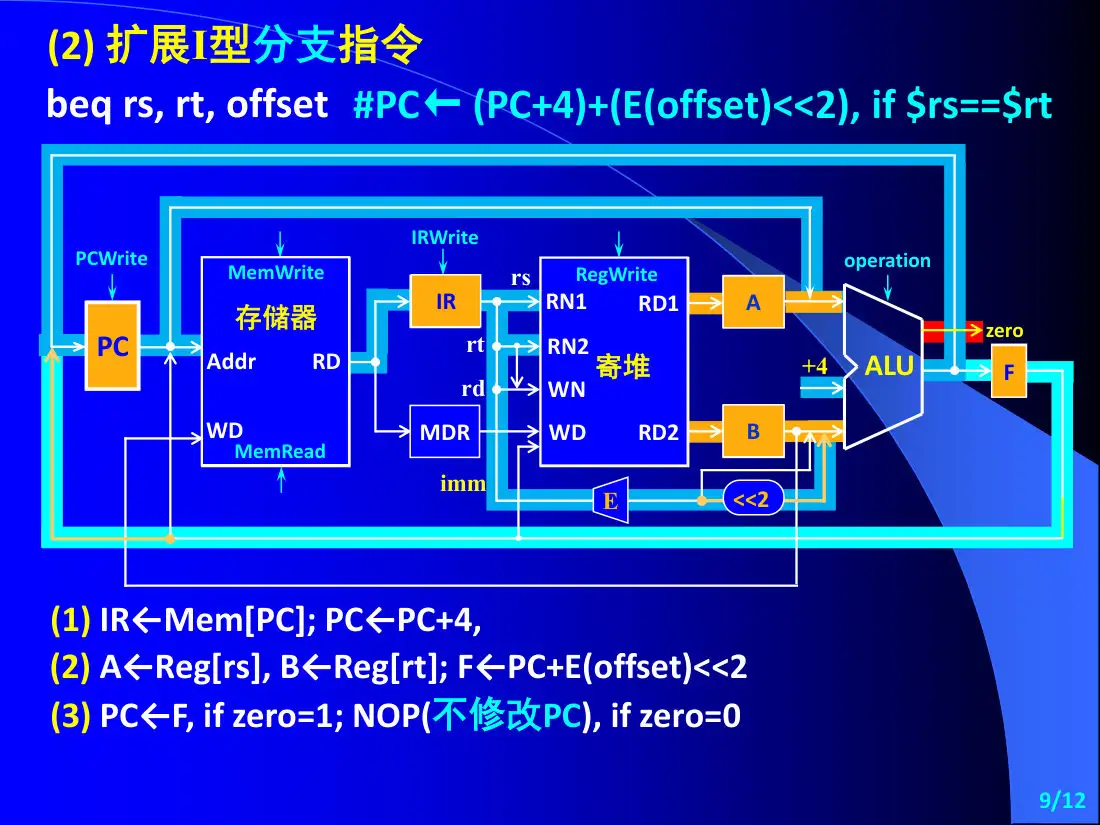 (2) 扩展I型分支指令
beq rs, rt, offset #PC← (PC+4)+(E(offset)<<2), if $rs==$rt
PCWrite
MemWrite
IRWrite
RegWrite
operation
存储器
IR
rs
RN1
RD1
A
zero
PC
Addr
RD
rt
RN2
寄堆
+4
ALU
F
rd
WN
WD
MemRead
MDR
WD
RD2
B
imm
E
<<2
(1) IR←Mem[PC]; PC←PC+4,
(2) A←Reg[rs], B←Reg[rt]; F←PC+E(offset)<<2
(3) PC←F, if zero=1; NOP(不修改PC), if zero=0
9/12